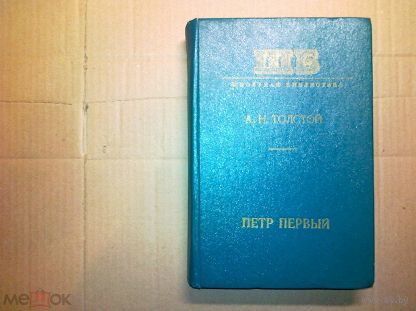 ШБ
ШКОЛЬНАЯ БИБЛИОТЕКА
А. Н. ТОЛСТОЙ
ПЕТР ПЕРВЫЙ
мешок